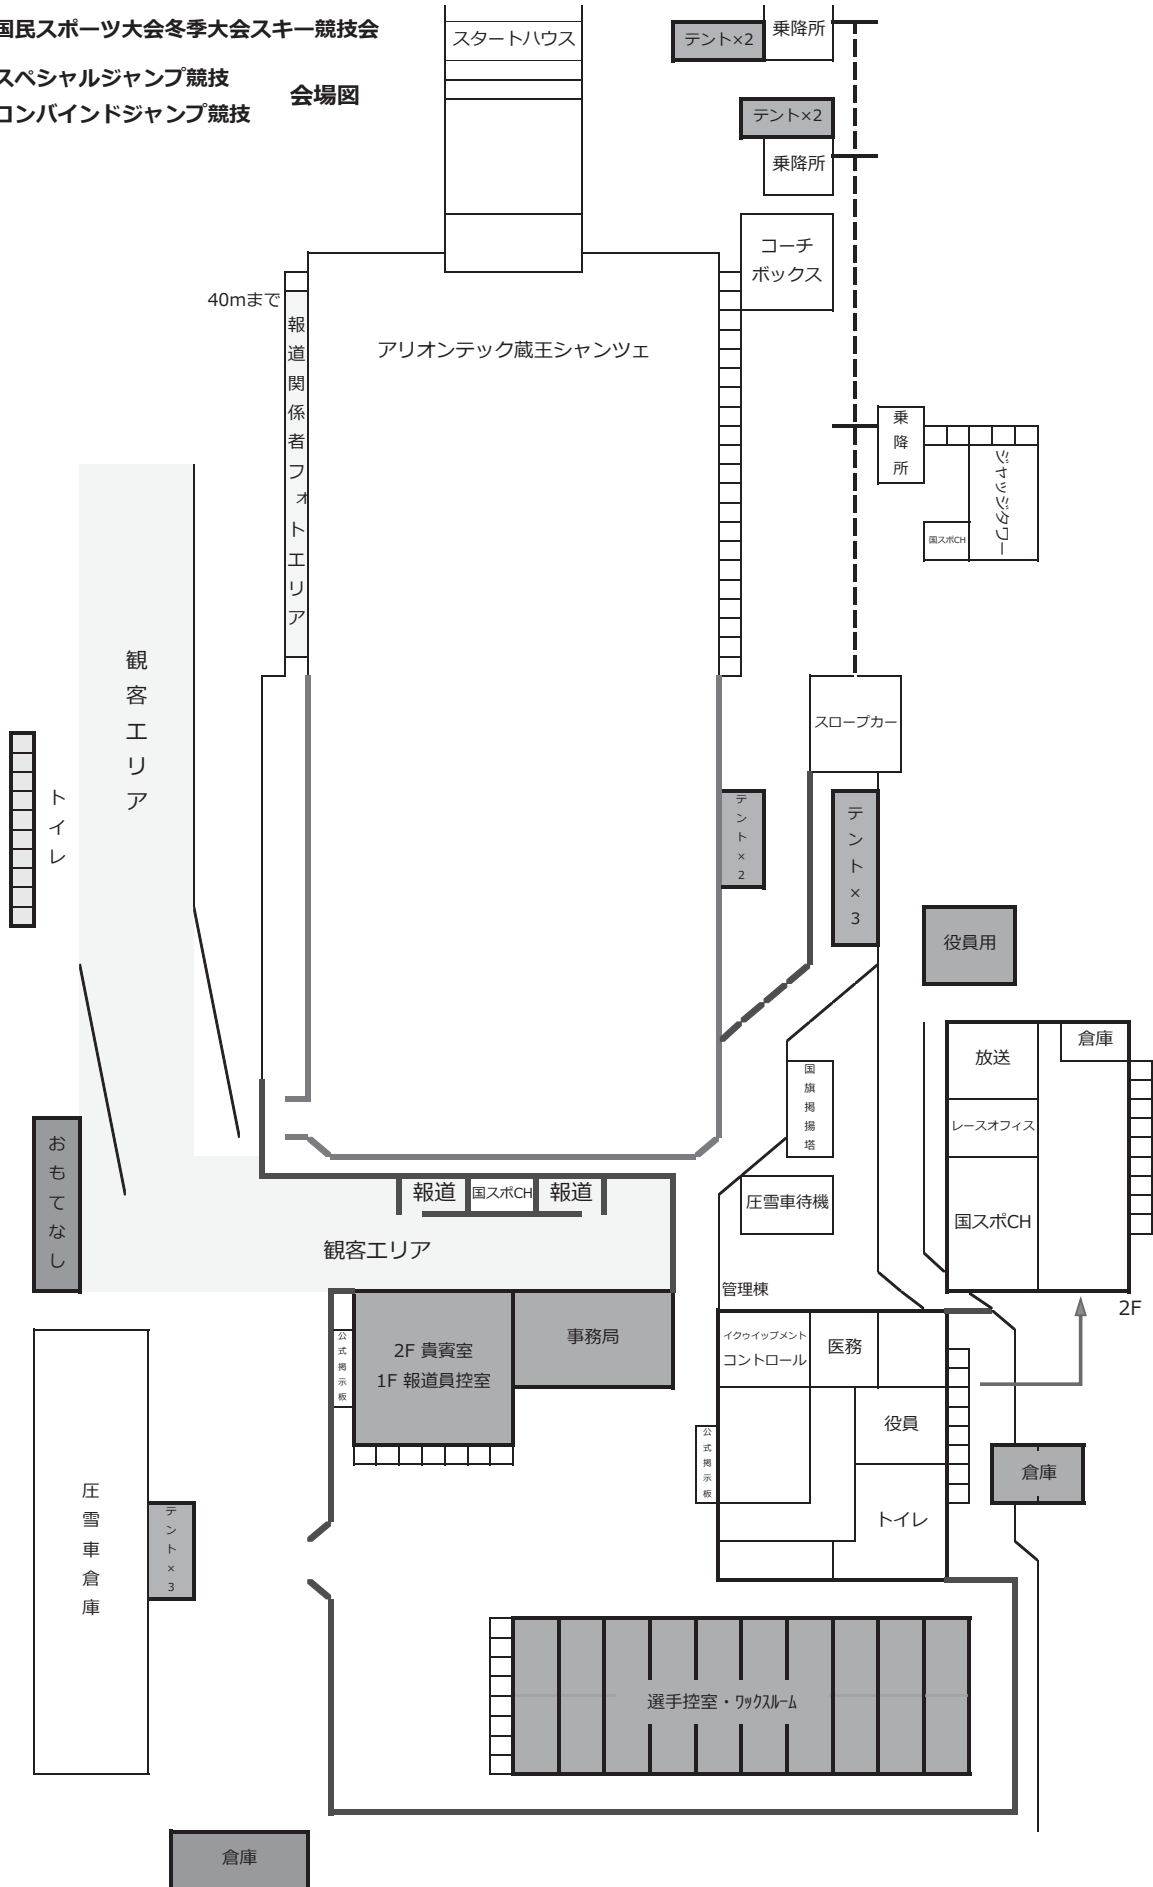 国民スポーツ大会冬季大会スキー競技会
スペシャルジャンプ競技
コンバインドジャンプ競技
会場図
スタートハウス
テント×2
乗降所
テント×2
乗降所
コーチ
ボックス
40mまで
報道関係者フォトエリア
アリオンテック蔵王シャンツェ
乗降所
ジャッジタワー
国スポCH
観客エリア
トイレ
スロープカー
テント×2
テント×3
役員用
放送
倉庫
レースオフィス
国スポCH
国旗掲揚塔
おもてなし
報道
国スポCH
報道
圧雪車待機
観客エリア
管理棟
2F
公式掲示板
2F 貴賓室
1F 報道員控室
事務局
イクゥイップメント
コントロール
医務
役員
公式掲示板
トイレ
倉庫
圧雪車倉庫
テント×3
選手控室・ワックスルーム
倉庫